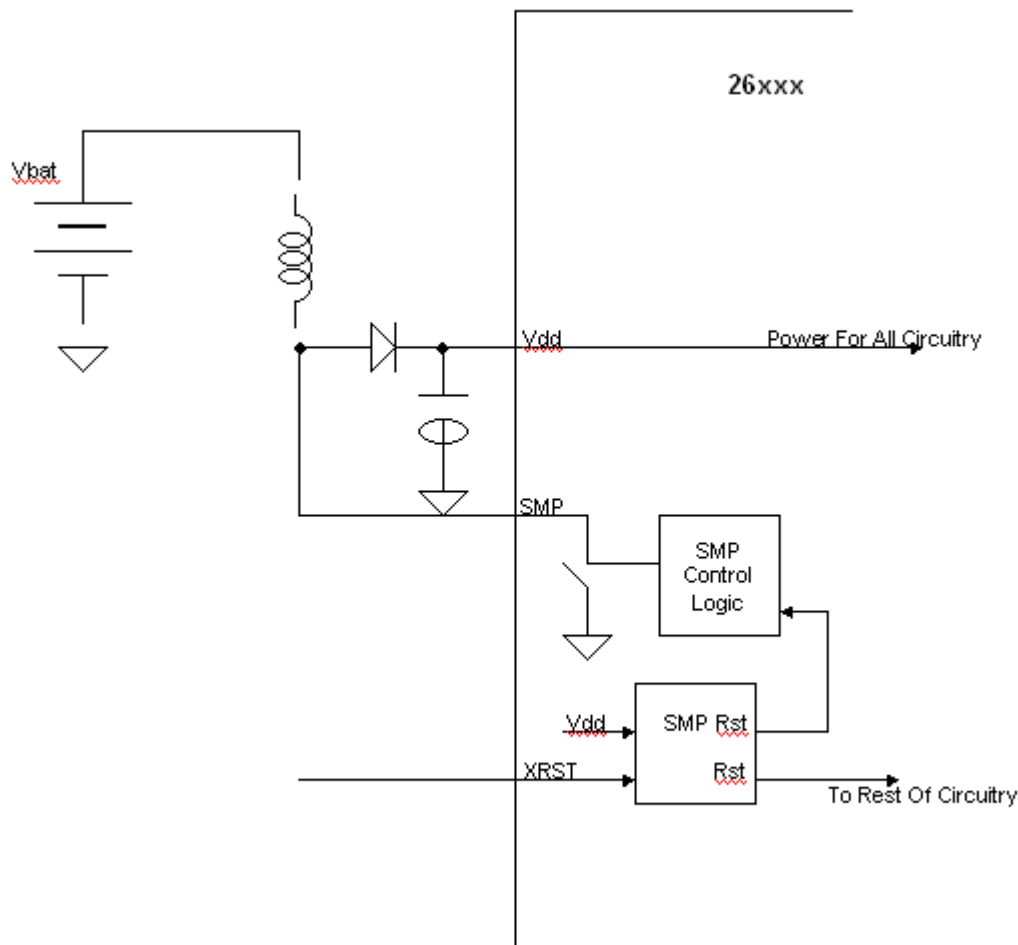 26xxx
Vbat
Vdd
Power For All Circuitry
SMP
SMP
Control
Logic
Vdd
SMP Rst
XRST
Rst
To Rest Of Circuitry